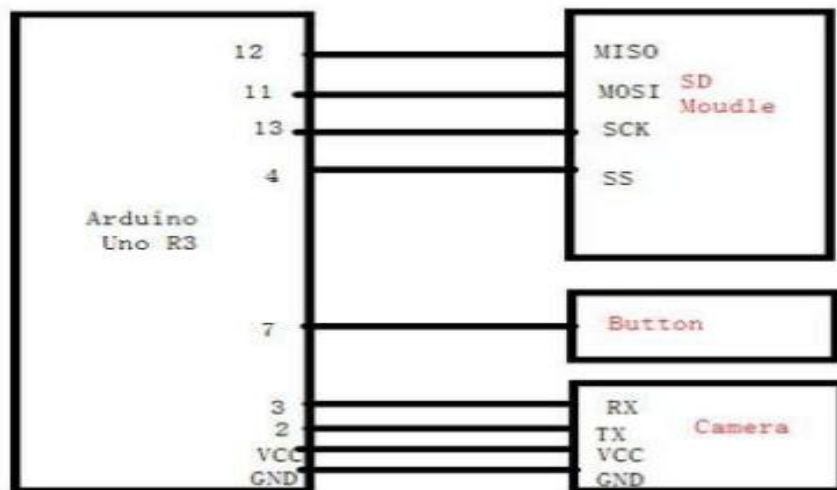 12
11
13
4
Arduino
Uno R3
7
3
2
VCC
GND
MISO
MOSI
SCK
SS
SD
Moudle
Button
RX
TX
VCC
GND
Camera